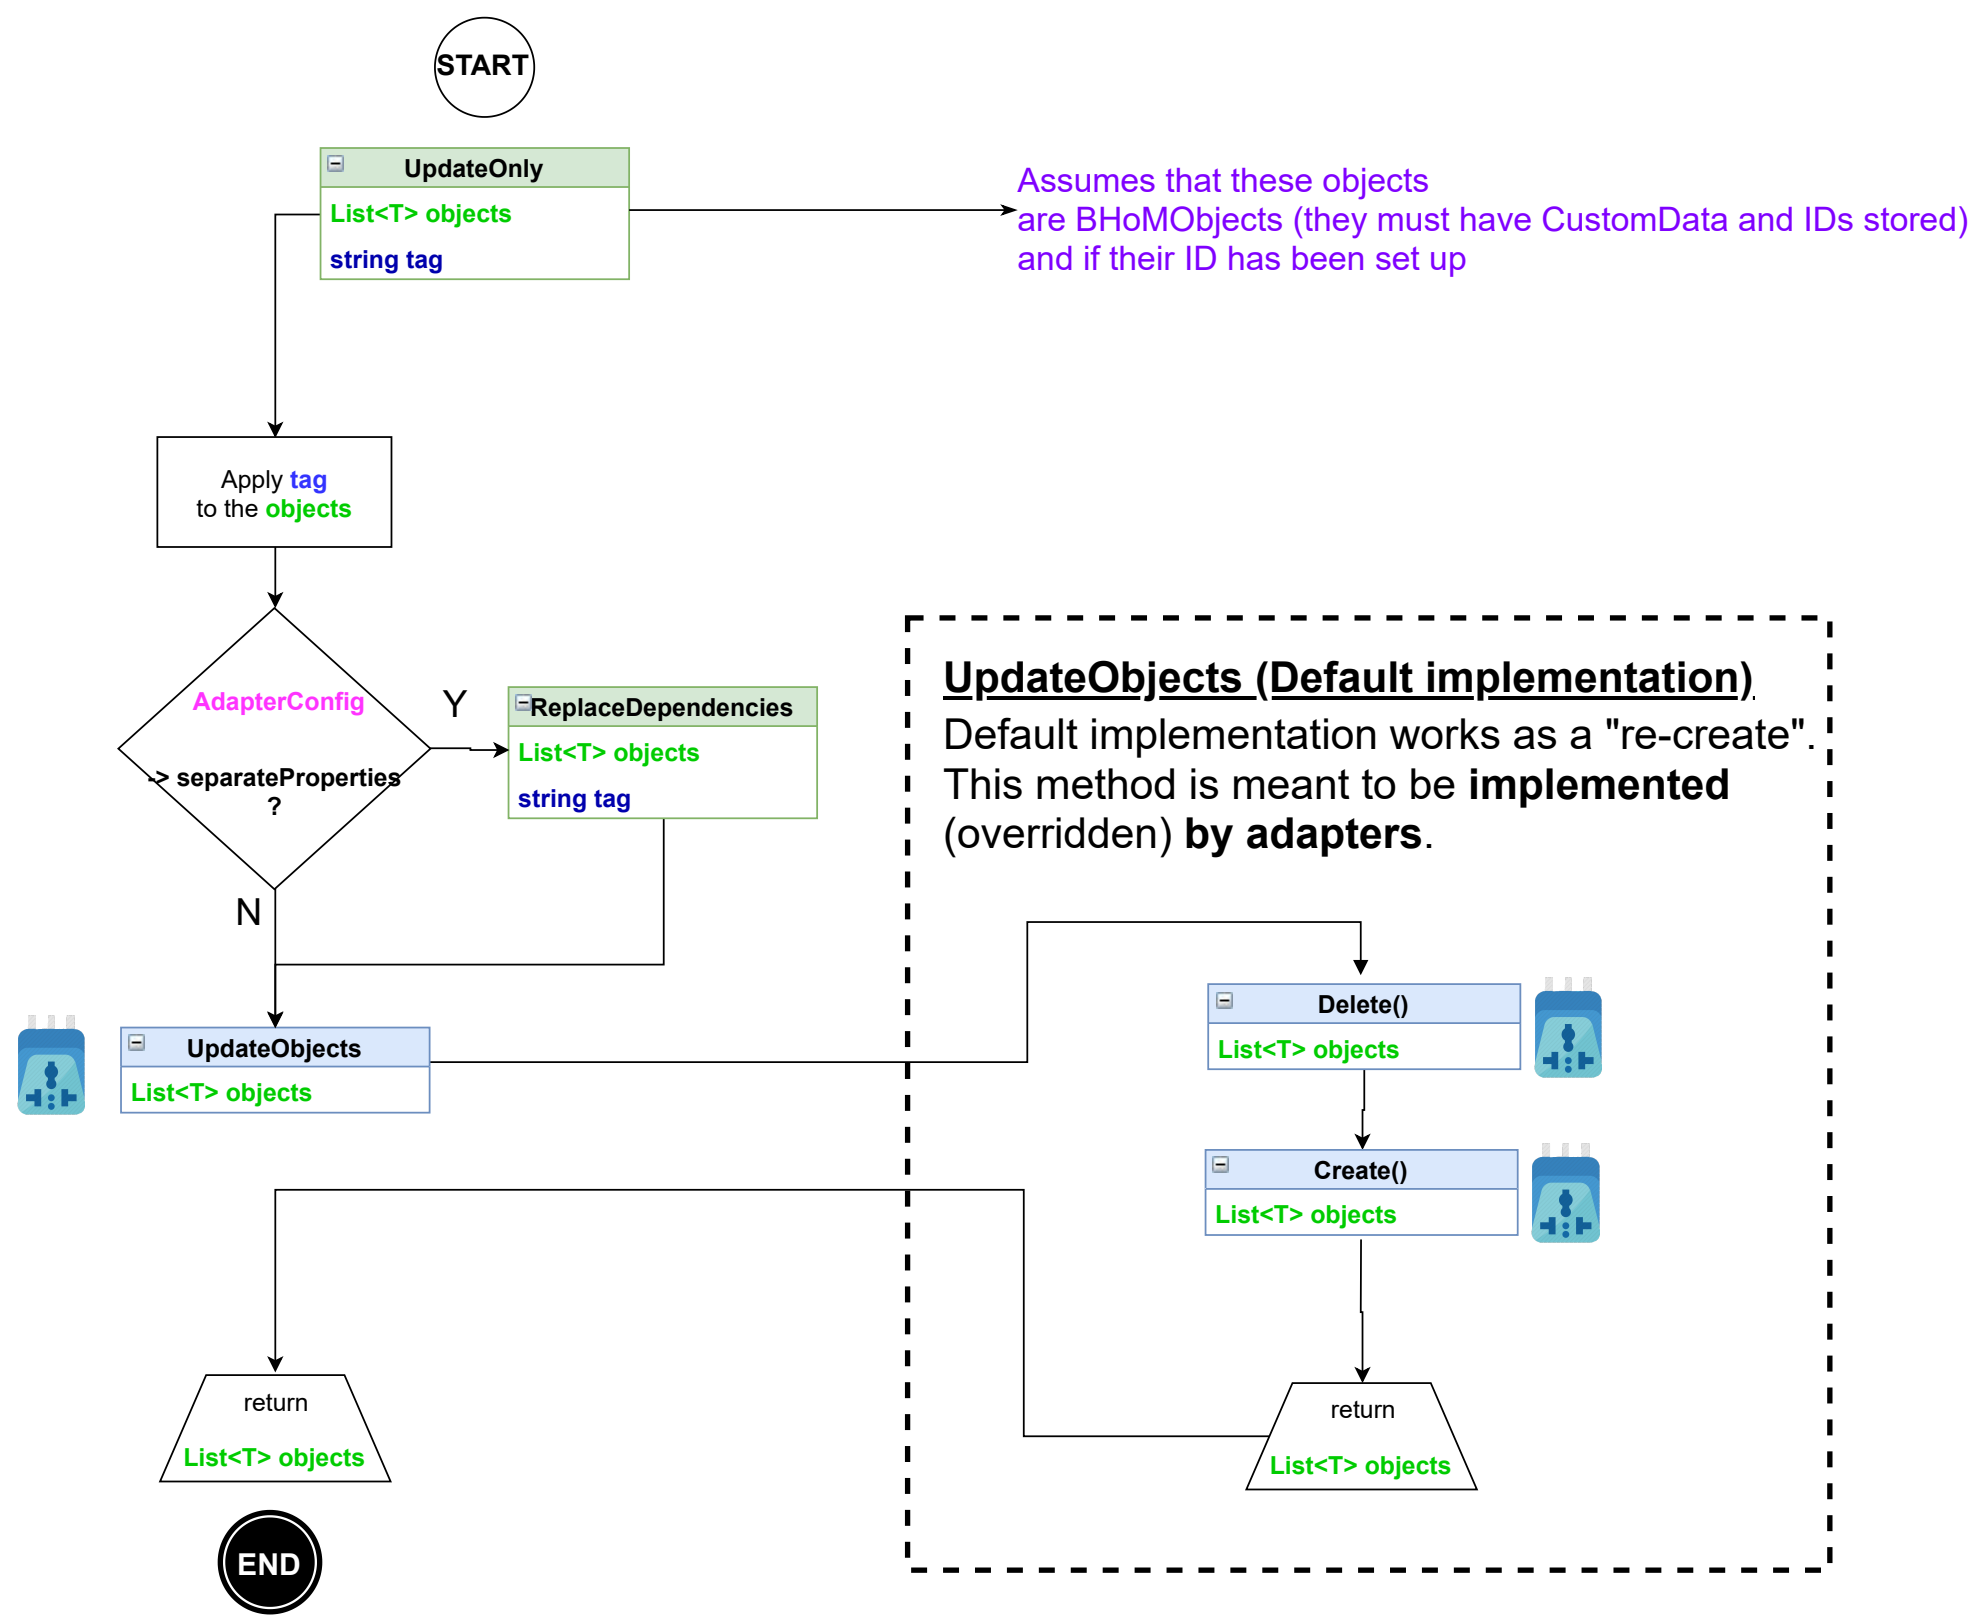 START
UpdateOnly
List<T> objects
string tag
Assumes that these objects
are BHoMObjects (they must have CustomData and IDs stored)
and if their ID has been set up
Apply tag
to the objects
AdapterConfig
-> separateProperties
?
Y
N
ReplaceDependencies
List<T> objects
string tag
UpdateObjects
List<T> objects
UpdateObjects (Default implementation)
Default implementation works as a "re-create".
This method is meant to be implemented
(overridden) by adapters.
Delete()
List<T> objects
Create()
List<T> objects
return
List<T> objects
return
List<T> objects
END